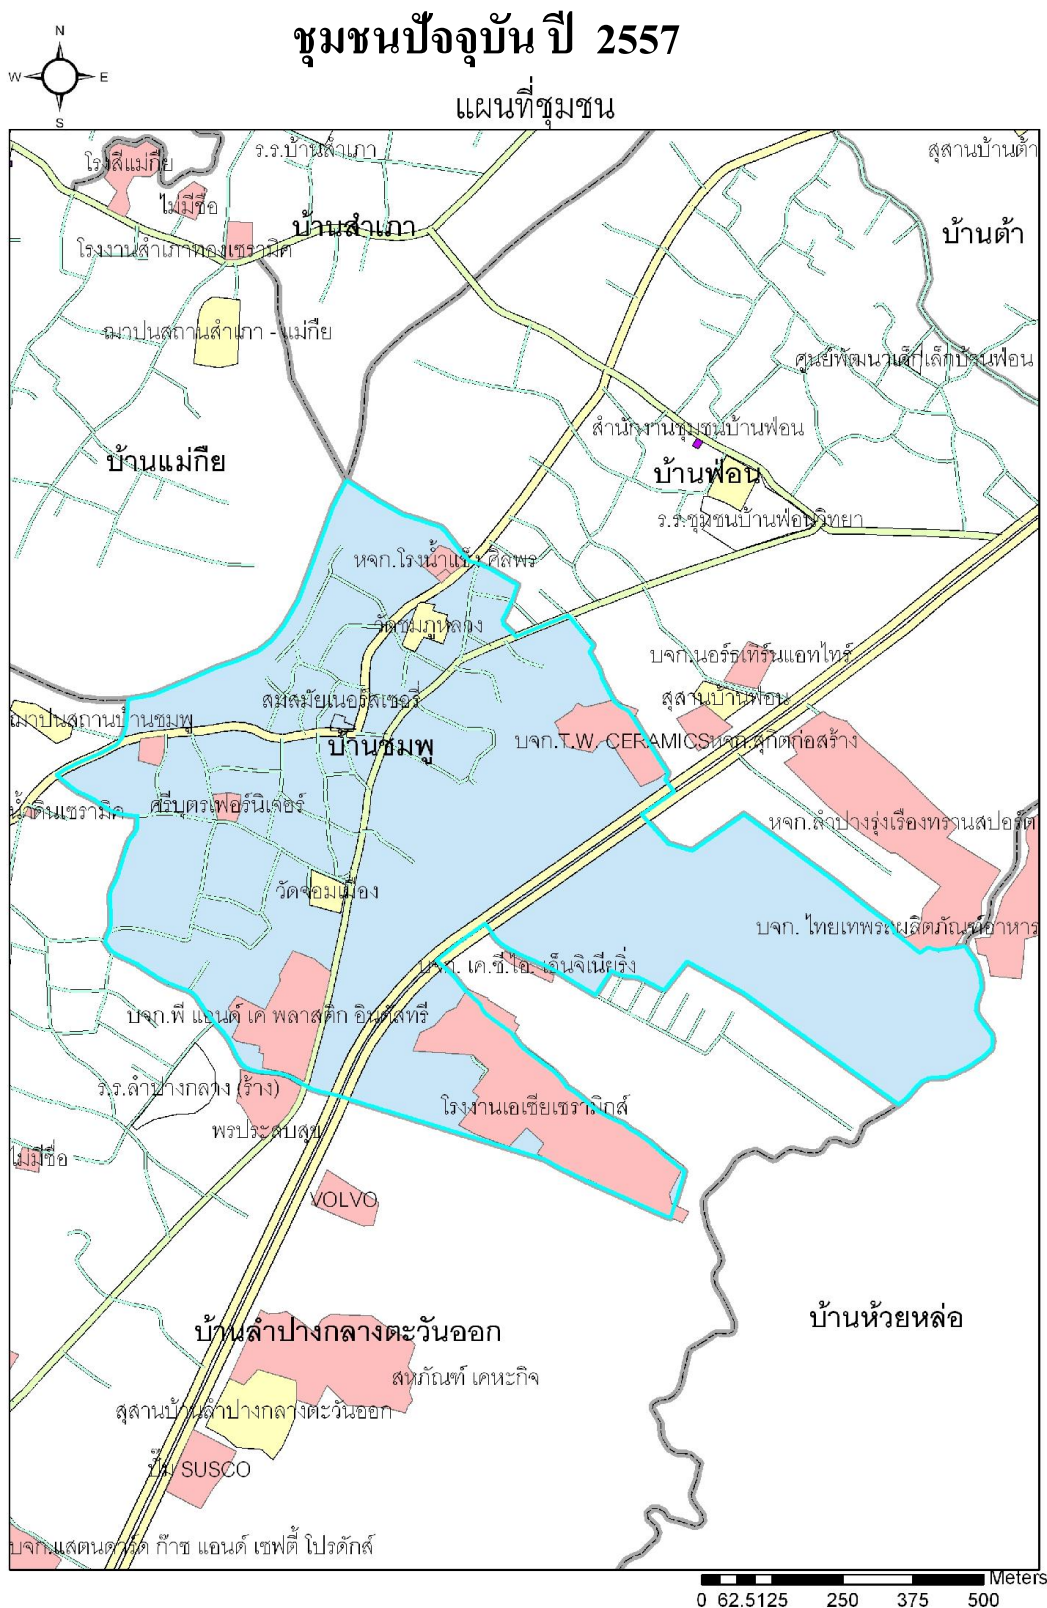 ชุมชนปัจจุบัน ปี 2557
แผนที่ชุมชน
N
W E
S
โรงสีแม่กืย
ร.ร.บ้านสำเภา
สุสานบ้านต้า
ไม่มีชื่อ
บ้านสำเภา
บ้านต้า
โรงงานสำเภาทองเซรามิค
ฌาปนสถานสำเภา - แม่กืย
ศูนย์พัฒนาเด็กเล็กบ้านฟ่อน
สำนักงานชุมชนบ้านฟ่อน
บ้านแม่กืย
บ้านฟ่อน
ร.ร.ชุมชนบ้านฟ่อนวิทยา
หจก.โรงน้ำแข็ง ศิลพร
วัดชมภูหลวง
บจก.นอร์ธเทร์นแอทไทร์
สมสมัยเนอร์สเซอรี่
สุสานบ้านฟ่อน
ฌาปนสถานบ้านชมพู
บ้านชมพู
บจก.T.W. CERAMICS
หจก.สุกิตก่อสร้าง
น้ำดินเซรามิค
ศรีบุตรเฟอร์นิเจอร์
หจก.ลำปางรุ่งเรืองทรานสปอร์ต
วัดจอมเมือง
บจก. ไทยเทพรสผลิตภัณฑ์อาหาร
บจก. เค.ซี.ไอ. เอ็นจิเนียริ่ง
บจก.พี แอนด์ เค พลาสติก อินดัสทรี
ร.ร.ลำปางกลาง (ร้าง)
โรงงานเอเซียเซรามิกส์
พรประสบสุข
ไม่มีชื่อ
VOLVO
บ้านห้วยหล่อ
บ้านลำปางกลางตะวันออก
สหภัณฑ์ เคหะกิจ
สุสานบ้านลำปางกลางตะวันออก
ปั๊ม SUSCO
บจก.แสตนดาร์ด ก๊าซ แอนด์ เซฟตี้ โปรดักส์
Meters
0 62.5125 250 375 500